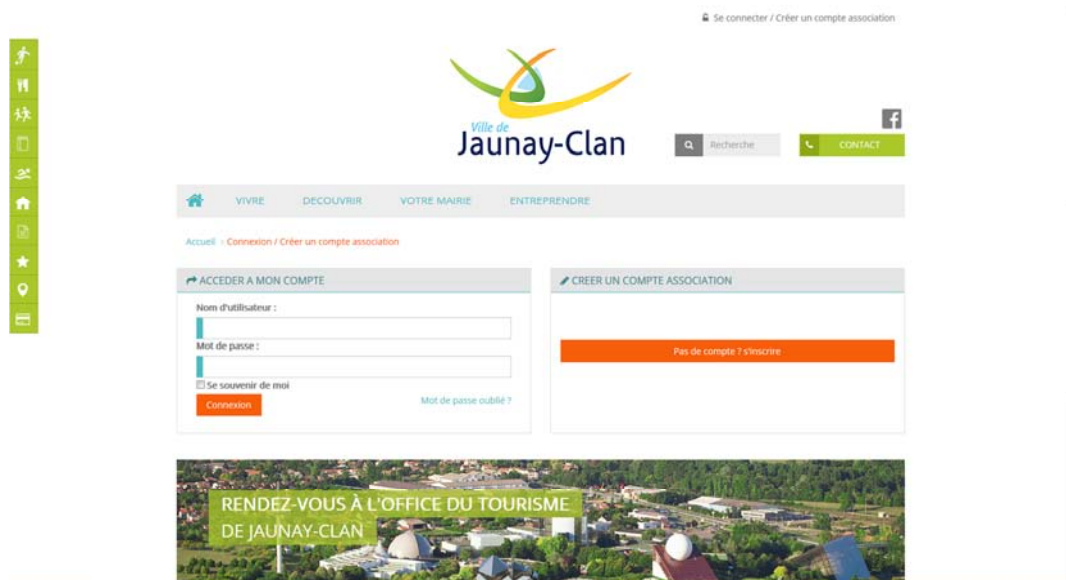 Se connecter / Créer un compte association
Ville de
Jaunay-Clan
Recherche
CONTACT
VIVRE
DECOUVRIR
VOTRE MAIRIE
ENTREPRENDRE
Accueil > Connexion / Créer un compte association
ACCEDER A MON COMPTE
Nom d'utilisateur :
Mot de passe :
Se souvenir de moi
Connexion
Mot de passe oublié ?
CREER UN COMPTE ASSOCIATION
Pas de compte ? s'inscrire
RENDEZ-VOUS À L'OFFICE DU TOURISME
DE JAUNAY-CLAN